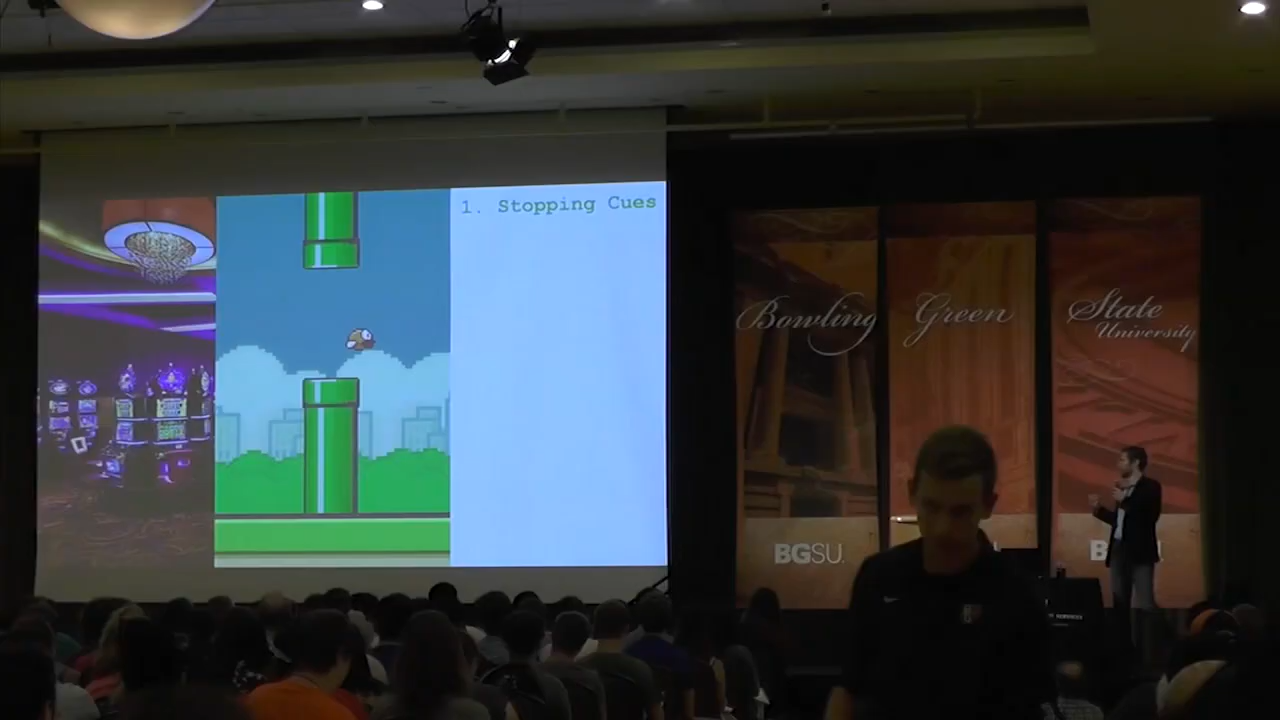 1. Stopping Cues
Bowling
Green
State
University
BGSU.
B